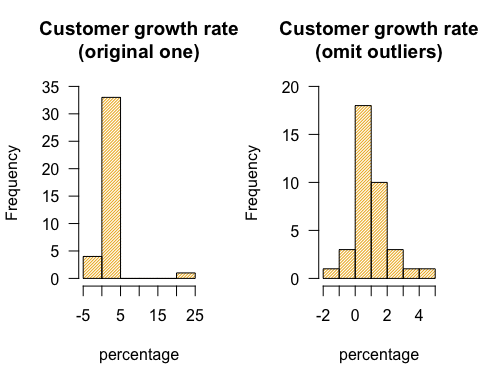 Customer growth rate
(original one)
Frequency
35
30
25
20
15
10
5
0
-5 5 15 25
percentage
Customer growth rate
(omit outliers)
Frequency
20
15
10
5
0
-2 0 2 4
percentage